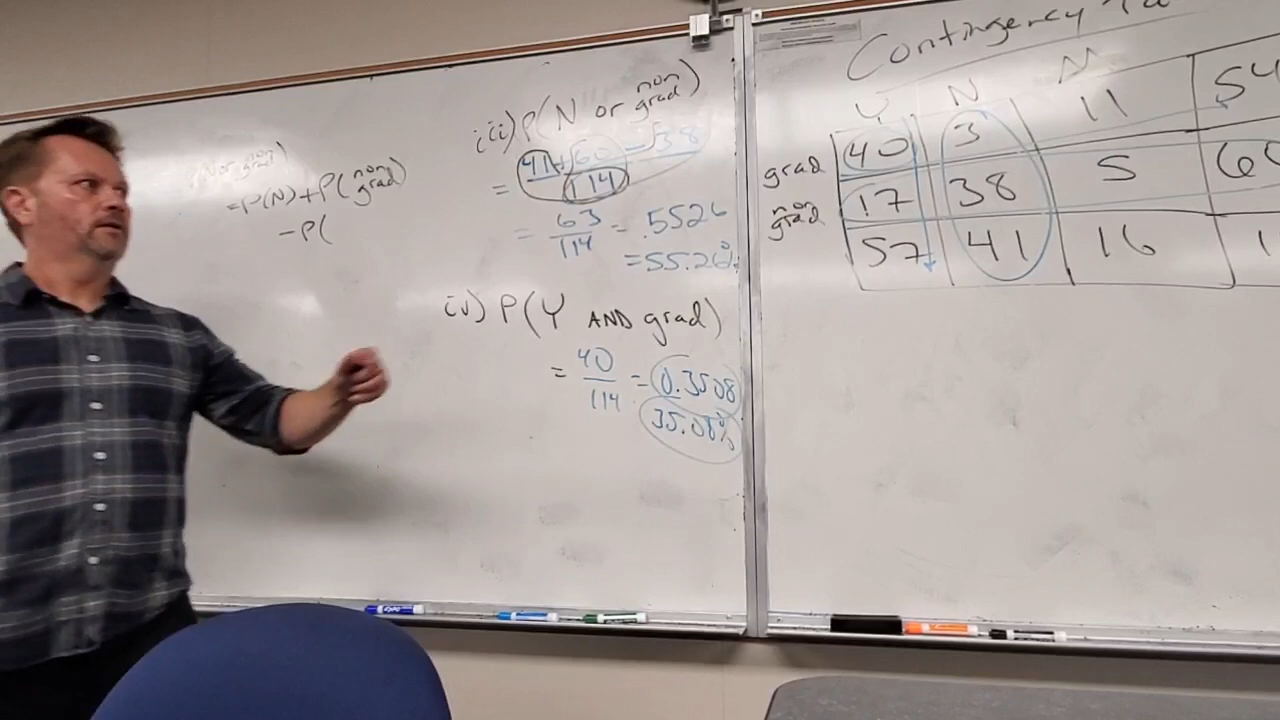 (N or non grad)
= P(N) + P(non grad)
- P(
iii) P(N or non grad)
= 41 + 60 - 38
114
= 63/114 = .5526
= 55.26%
iv) P(Y AND grad)
= 40/114 = 0.3508
35.08%
Contingency Ta
Y N M
grad 40 3 11 54
non grad 17 38 5 60
57 41 16 1